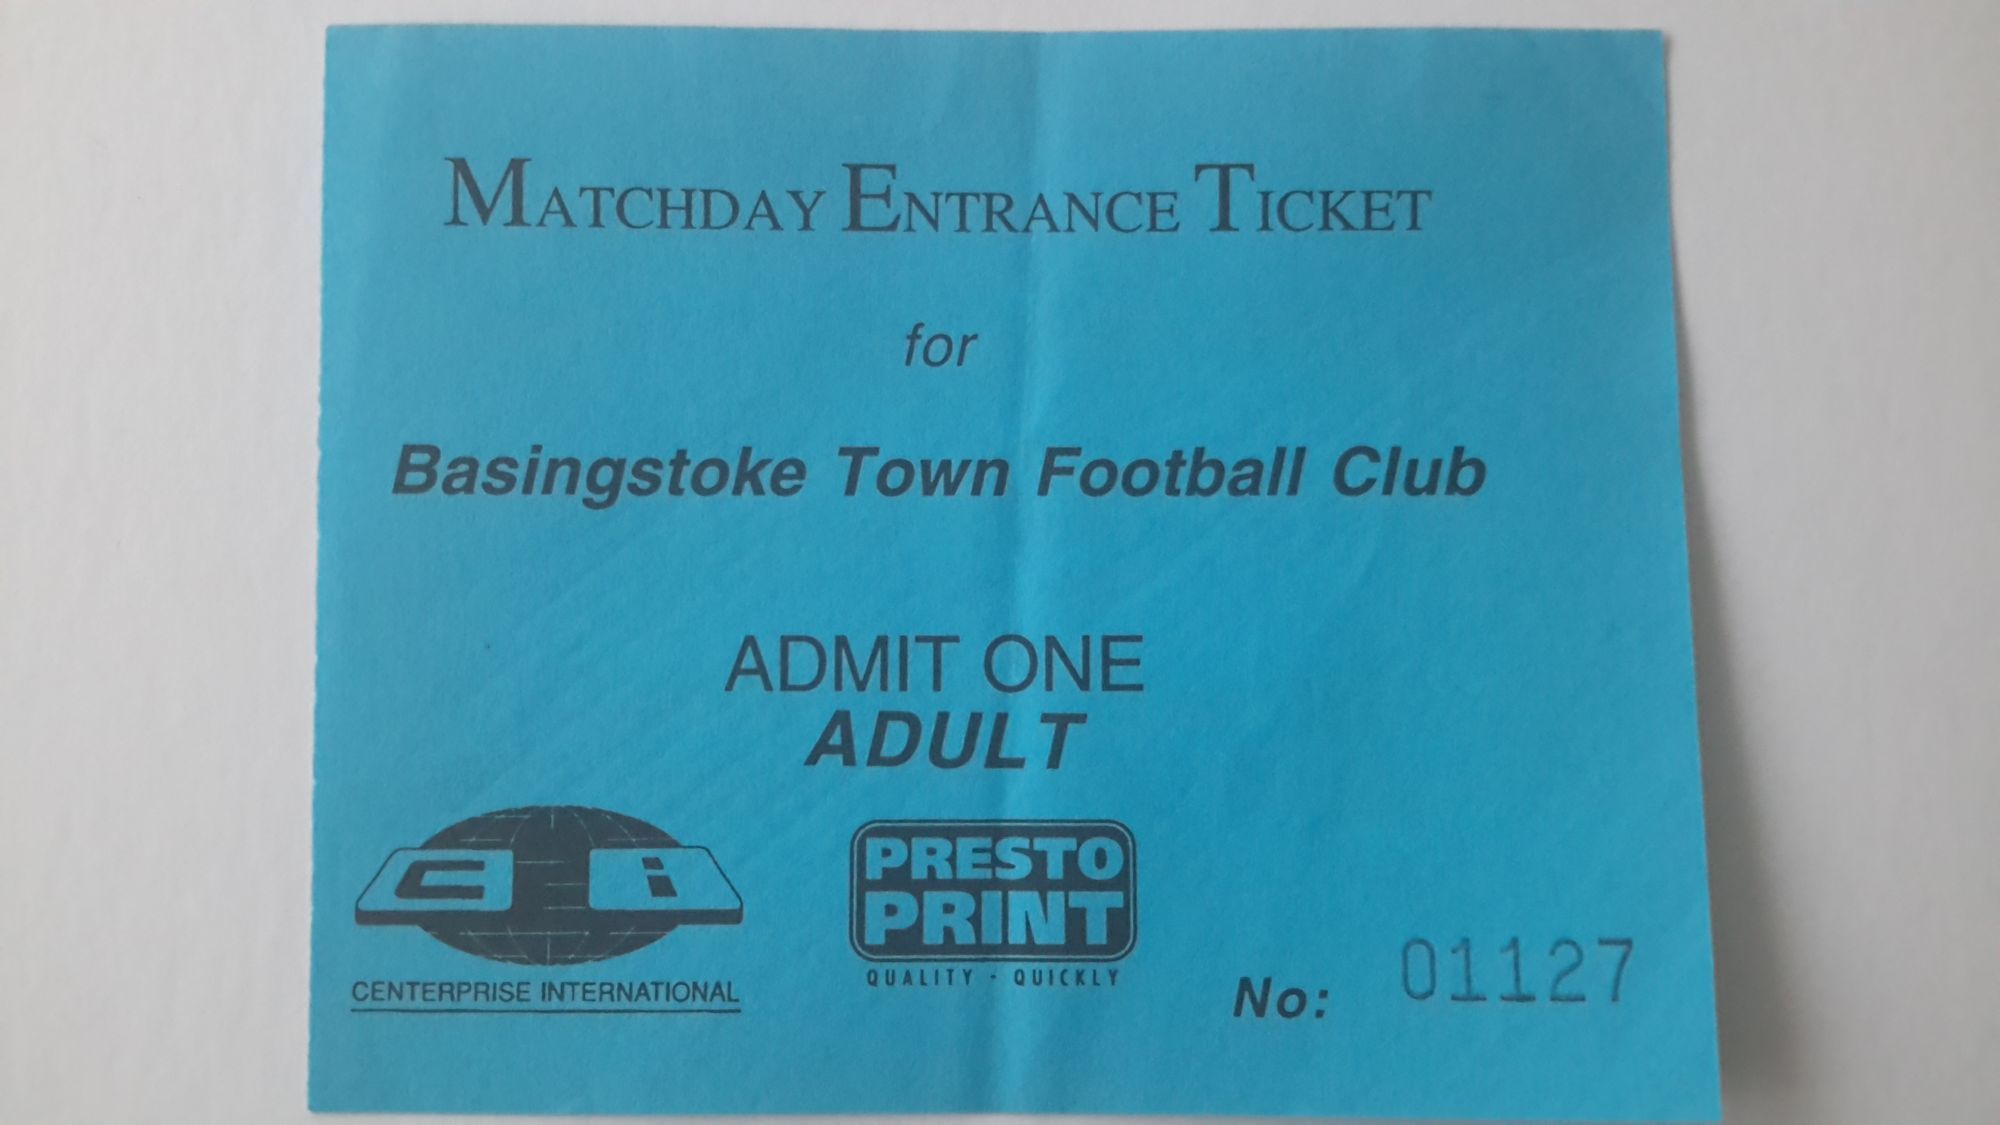 MATCHDAY ENTRANCE TICKET
for
Basingstoke Town Football Club
ADMIT ONE
ADULT
ci
CENTERPRISE INTERNATIONAL
PRESTO
PRINT
QUALITY - QUICKLY
No: 01127